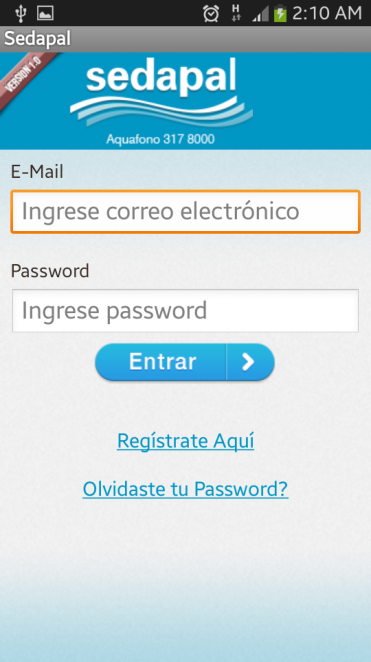 H
2:10 AM
Sedapal
VERSION 1.0
sedapal
Aquafono 317 8000
E-Mail
Ingrese correo electrónico
Password
Ingrese password
Entrar
Regístrate Aquí
Olvidaste tu Password?